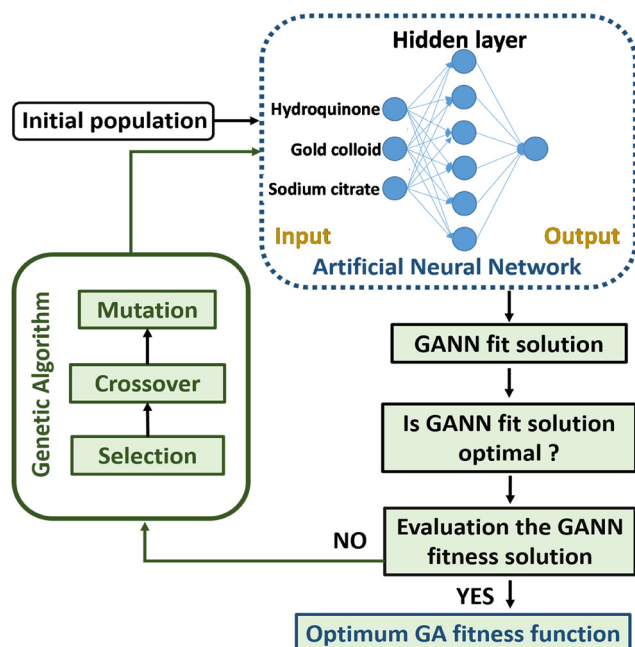 Hidden layer
Initial population
Hydroquinone
Gold colloid
Sodium citrate
Input
Output
Artificial Neural Network
Genetic Algorithm
Mutation
Crossover
Selection
GANN fit solution
Is GANN fit solution
optimal ?
Evaluation the GANN
fitness solution
NO
YES
Optimum GA fitness function